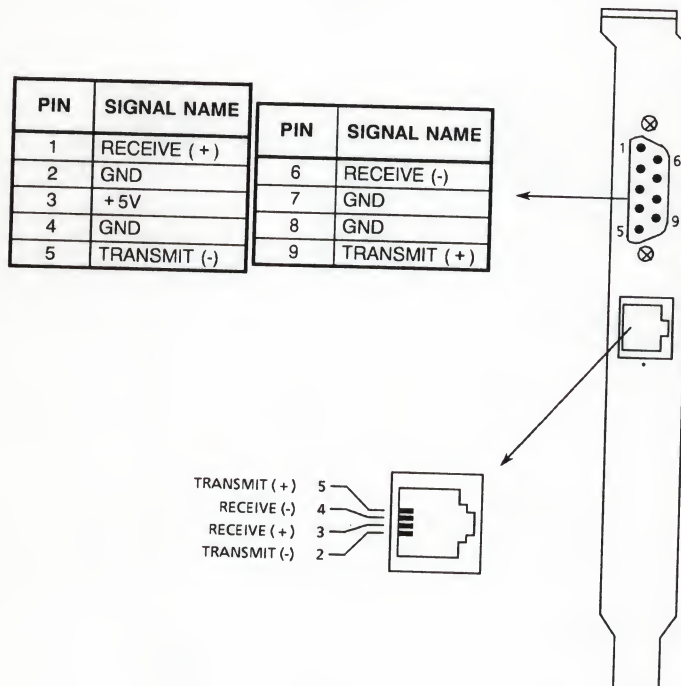 PIN SIGNAL NAME
1 RECEIVE (+)
2 GND
3 +5V
4 GND
5 TRANSMIT (-)
PIN SIGNAL NAME
6 RECEIVE (-)
7 GND
8 GND
9 TRANSMIT (+)
1
6
5
9
TRANSMIT (+) 5
RECEIVE (-) 4
RECEIVE (+) 3
TRANSMIT (-) 2